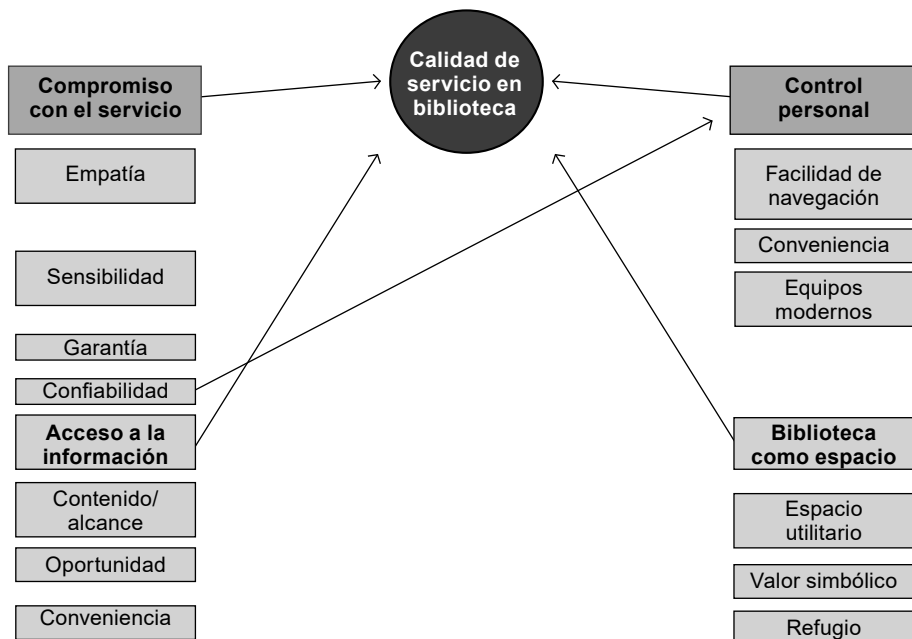 Calidad de
servicio en
biblioteca
Compromiso
con el servicio
Empatía
Sensibilidad
Garantía
Confiabilidad
Acceso a la
información
Contenido/
alcance
Oportunidad
Conveniencia
Control
personal
Facilidad de
navegación
Conveniencia
Equipos
modernos
Biblioteca
como espacio
Espacio
utilitario
Valor simbólico
Refugio